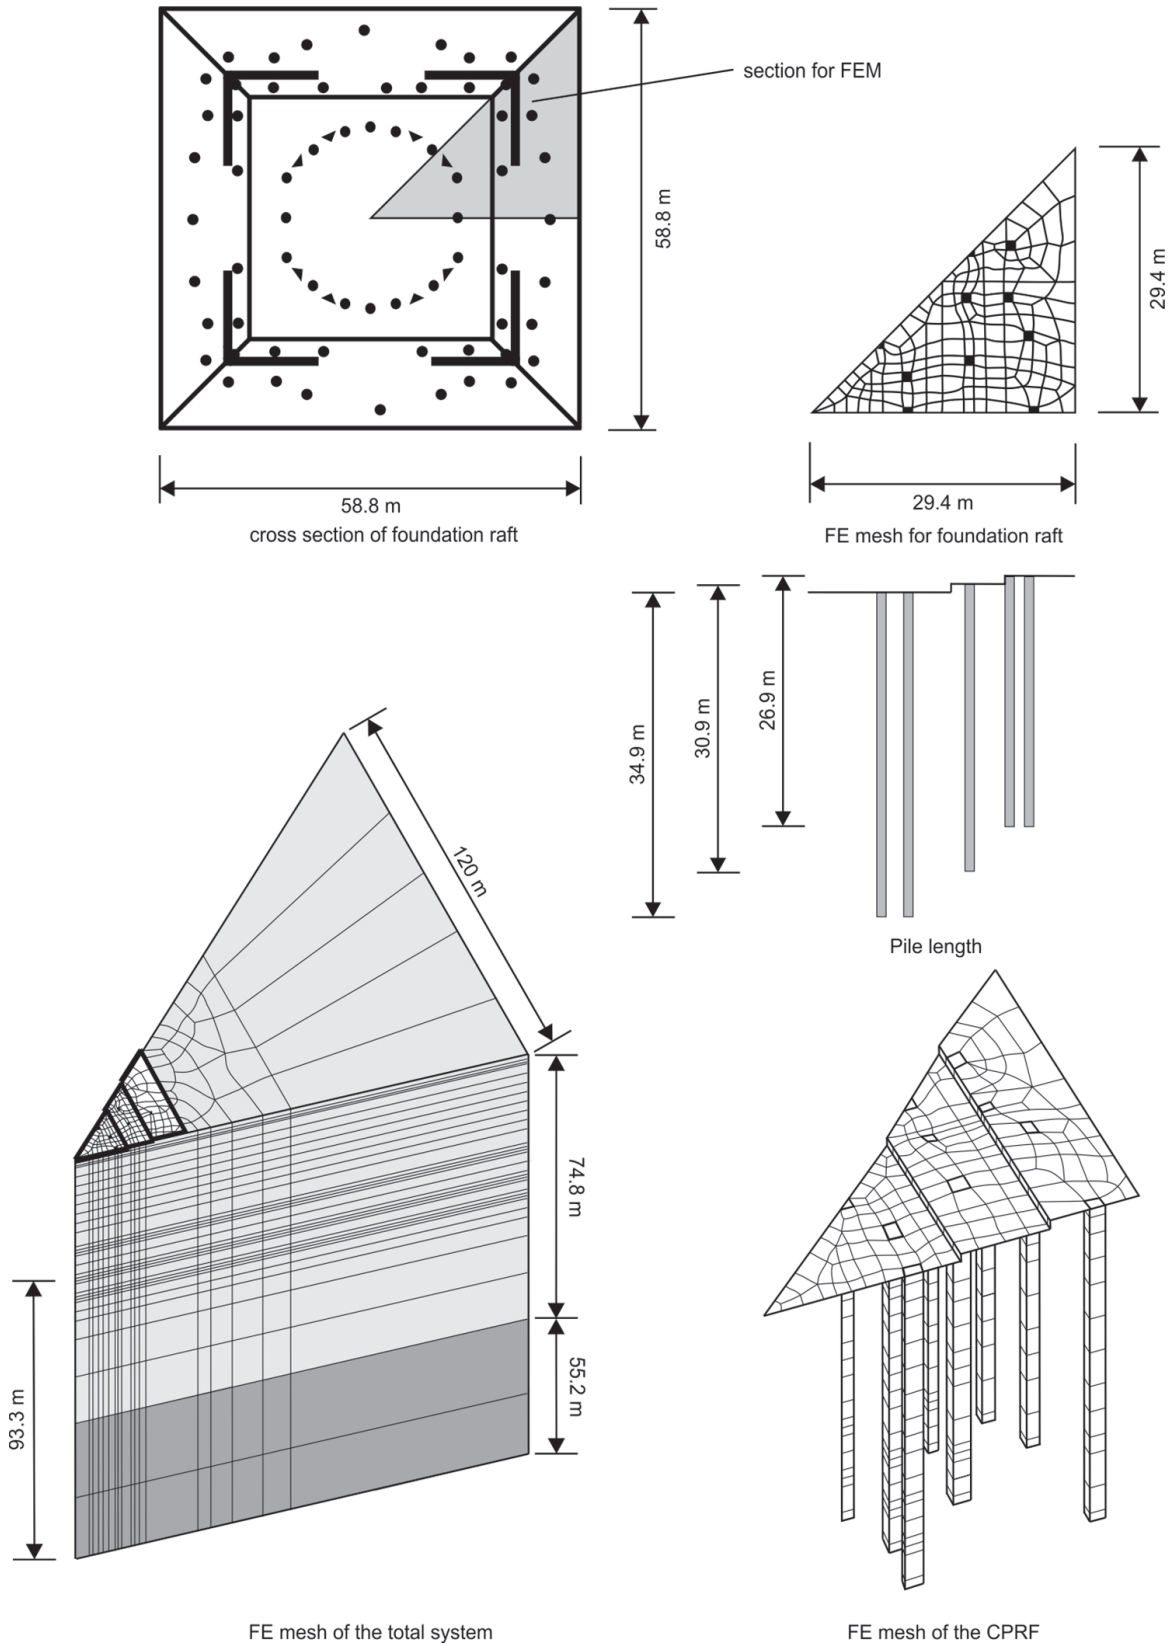 section for FEM
58.8 m
29.4 m
58.8 m
cross section of foundation raft
29.4 m
FE mesh for foundation raft
34.9 m
30.9 m
26.9 m
Pile length
120 m
74.8 m
55.2 m
93.3 m
FE mesh of the total system
FE mesh of the CPRF